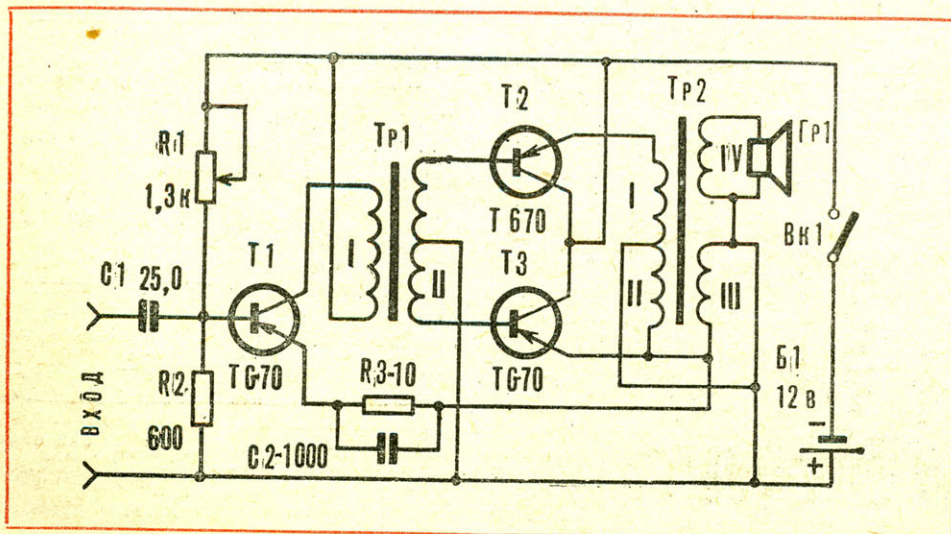 Т2
Тр2
Гр1
Тр1
R1
IV
1,3к
I
Т 670
Вк1
С1 25,0
Т1
I
II
Т3
II
III
ТG70
R3-10
ТG70
Б1
12 в
R2
ВХОД
600
С2-1000
-
+